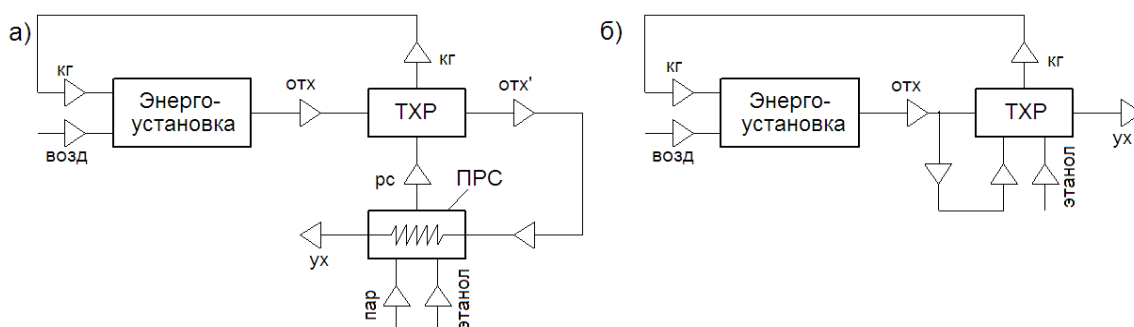 а)
кг
кг
Энерго-
установка
возд
отх
ТХР
отх'
рс
ПРС
ух
пар
этанол
б)
кг
кг
Энерго-
установка
возд
отх
ТХР
ух
этанол